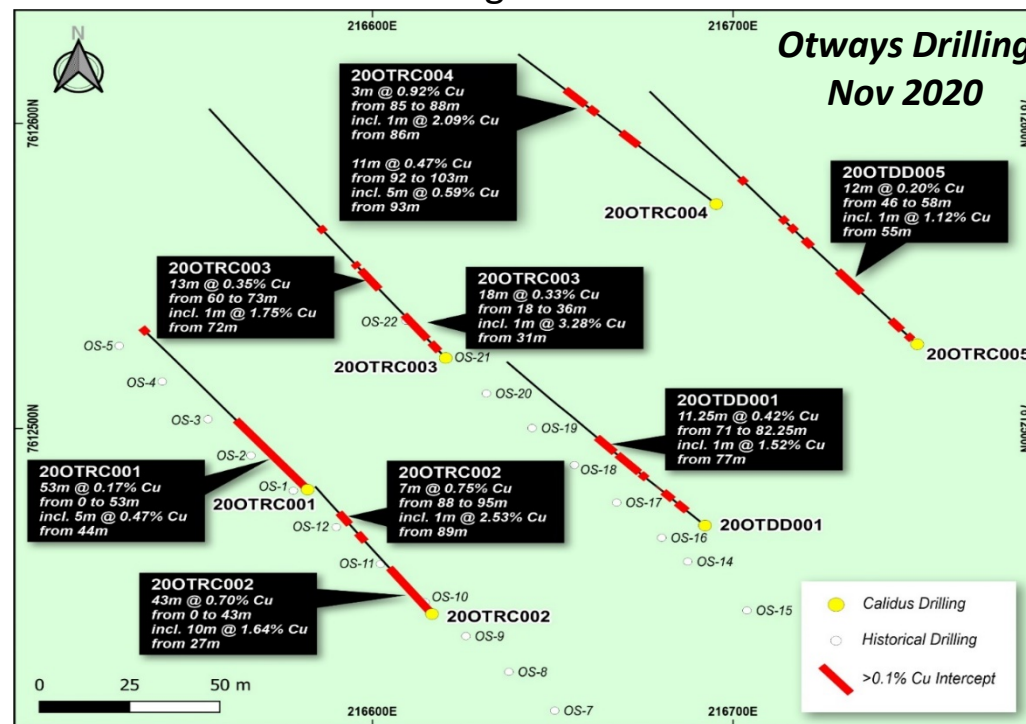 216600E
216700E
Otways Drilling
Nov 2020
N
7612600N
7612600N
20OTRC004
3m @ 0.92% Cu
from 85 to 88m
incl. 1m @ 2.09% Cu
from 86m
11m @ 0.47% Cu
from 92 to 103m
incl. 5m @ 0.59% Cu
from 93m
20OTRC004
20OTDD005
12m @ 0.20% Cu
from 46 to 58m
incl. 1m @ 1.12% Cu
from 55m
20OTRC003
13m @ 0.35% Cu
from 60 to 73m
incl. 1m @ 1.75% Cu
from 72m
20OTRC003
18m @ 0.33% Cu
from 18 to 36m
incl. 1m @ 3.28% Cu
from 31m
OS-22
OS-5
20OTRC003
OS-21
20OTRC005
OS-4
OS-20
7612500N
7612500N
OS-3
OS-19
20OTDD001
11.25m @ 0.42% Cu
from 71 to 82.25m
incl. 1m @ 1.52% Cu
from 77m
OS-2
OS-18
20OTRC001
53m @ 0.17% Cu
from 0 to 53m
incl. 5m @ 0.47% Cu
from 44m
OS-1
20OTRC001
20OTRC002
7m @ 0.75% Cu
from 88 to 95m
incl. 1m @ 2.53% Cu
from 89m
OS-17
OS-12
20OTDD001
OS-16
OS-11
OS-14
20OTRC002
43m @ 0.70% Cu
from 0 to 43m
incl. 10m @ 1.64% Cu
from 27m
OS-10
20OTRC002
OS-15
OS-9
OS-8
OS-7
Calidus Drilling
Historical Drilling
>0.1% Cu Intercept
0 25 50 m
216600E
216700E